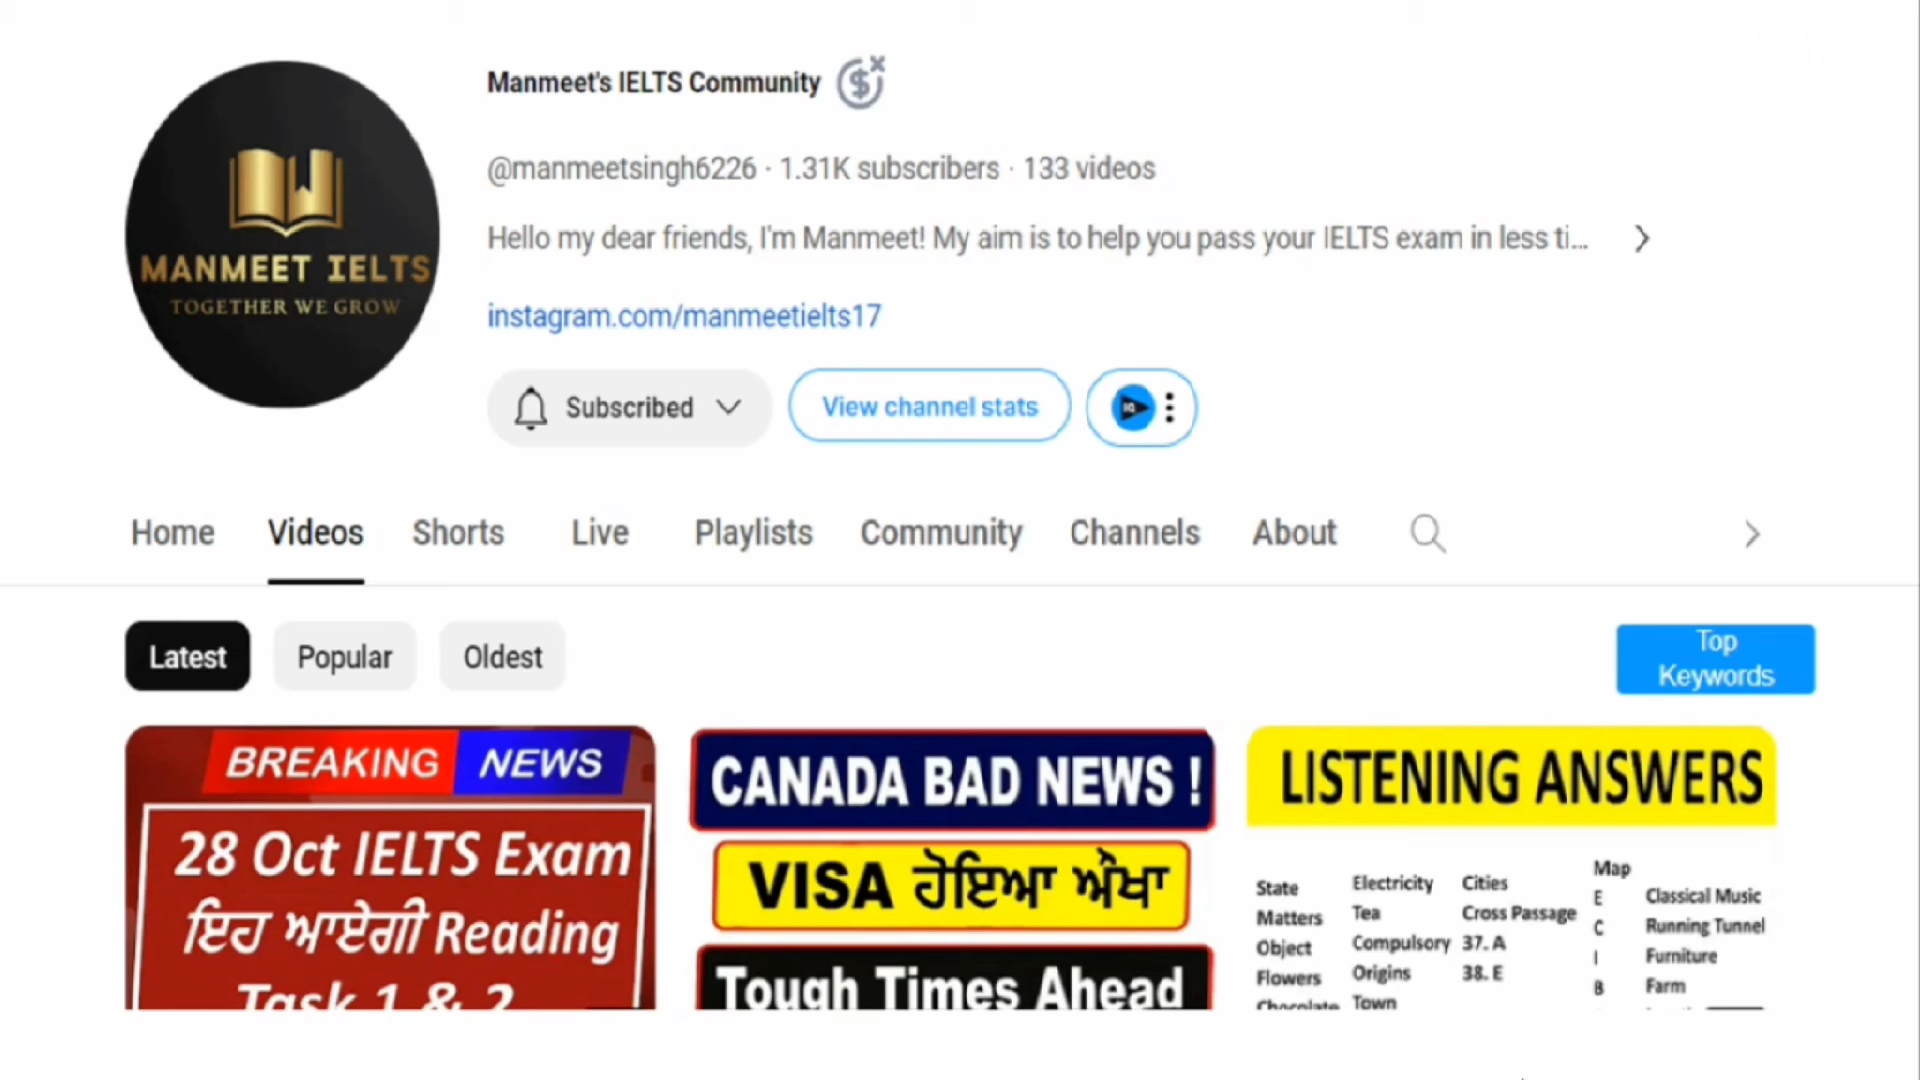 Manmeet's IELTS Community
@manmeetsingh6226 · 1.31K subscribers · 133 videos
Hello my dear friends, I'm Manmeet! My aim is to help you pass your IELTS exam in less ti...
instagram.com/manmeetielts17
MANMEET IELTS
TOGETHER WE GROW
Subscribed
View channel stats
Home Videos Shorts Live Playlists Community Channels About
Latest Popular Oldest
Top
Keywords
BREAKING NEWS
28 Oct IELTS Exam
ਇਹ ਆਏਗੀ Reading
Task 1 & 2
CANADA BAD NEWS !
VISA ਹੋਇਆ ਔਖਾ
Tough Times Ahead
LISTENING ANSWERS
State
Matters
Object
Flowers
Chocolate
Electricity
Tea
Compulsory
Origins
Town
Cities
Cross Passage
37. A
38. E
Map
E
C
I
B
Classical Music
Running Tunnel
Furniture
Farm